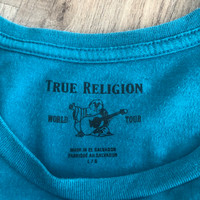 TRUE RELIGION
WORLD TOUR
MADE IN EL SALVADOR
FABRIQUÉ AU SALVADOR